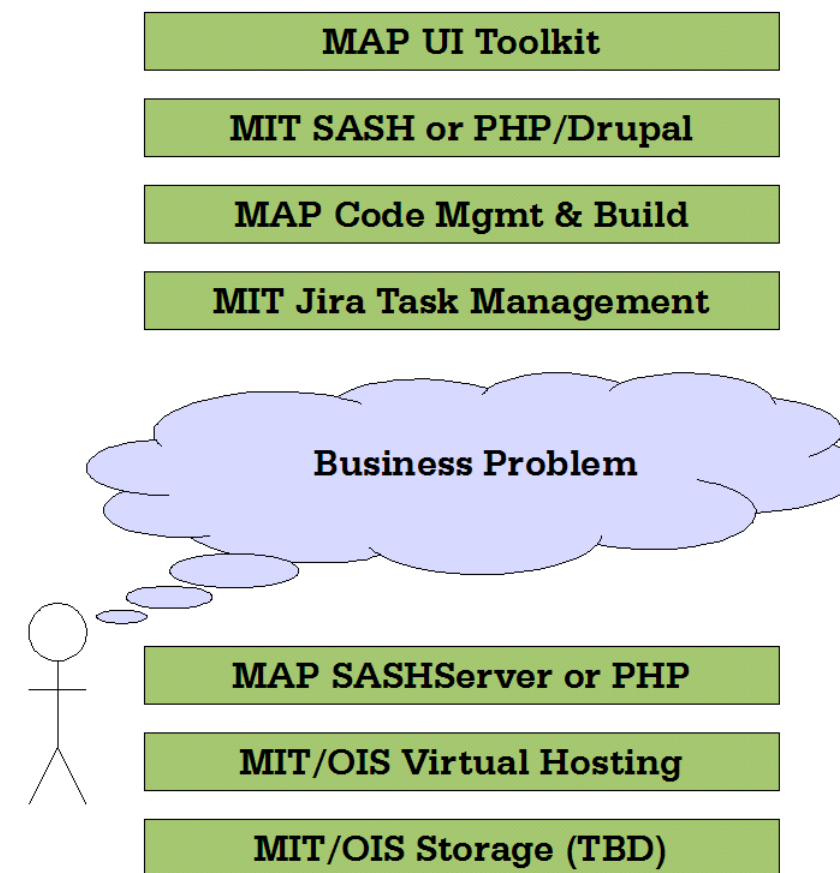 MAP UI Toolkit
MIT SASH or PHP/Drupal
MAP Code Mgmt & Build
MIT Jira Task Management
Business Problem
MAP SASHServer or PHP
MIT/OIS Virtual Hosting
MIT/OIS Storage (TBD)